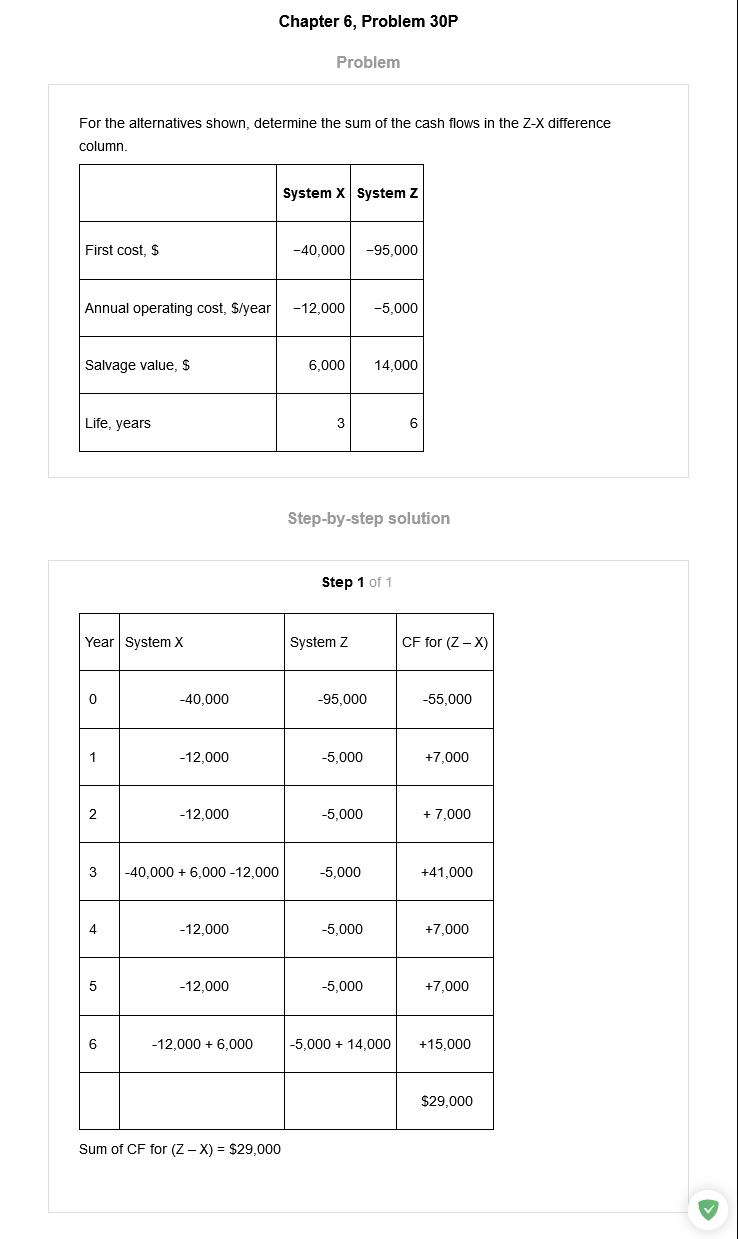 Chapter 6, Problem 30P
Problem
For the alternatives shown, determine the sum of the cash flows in the Z-X difference
column.
System X System Z
First cost, $ −40,000 −95,000
Annual operating cost, $/year −12,000 −5,000
Salvage value, $ 6,000 14,000
Life, years 3 6
Step-by-step solution
Step 1 of 1
Year System X System Z CF for (Z – X)
0 -40,000 -95,000 -55,000
1 -12,000 -5,000 +7,000
2 -12,000 -5,000 + 7,000
3 -40,000 + 6,000 -12,000 -5,000 +41,000
4 -12,000 -5,000 +7,000
5 -12,000 -5,000 +7,000
6 -12,000 + 6,000 -5,000 + 14,000 +15,000
$29,000
Sum of CF for (Z – X) = $29,000